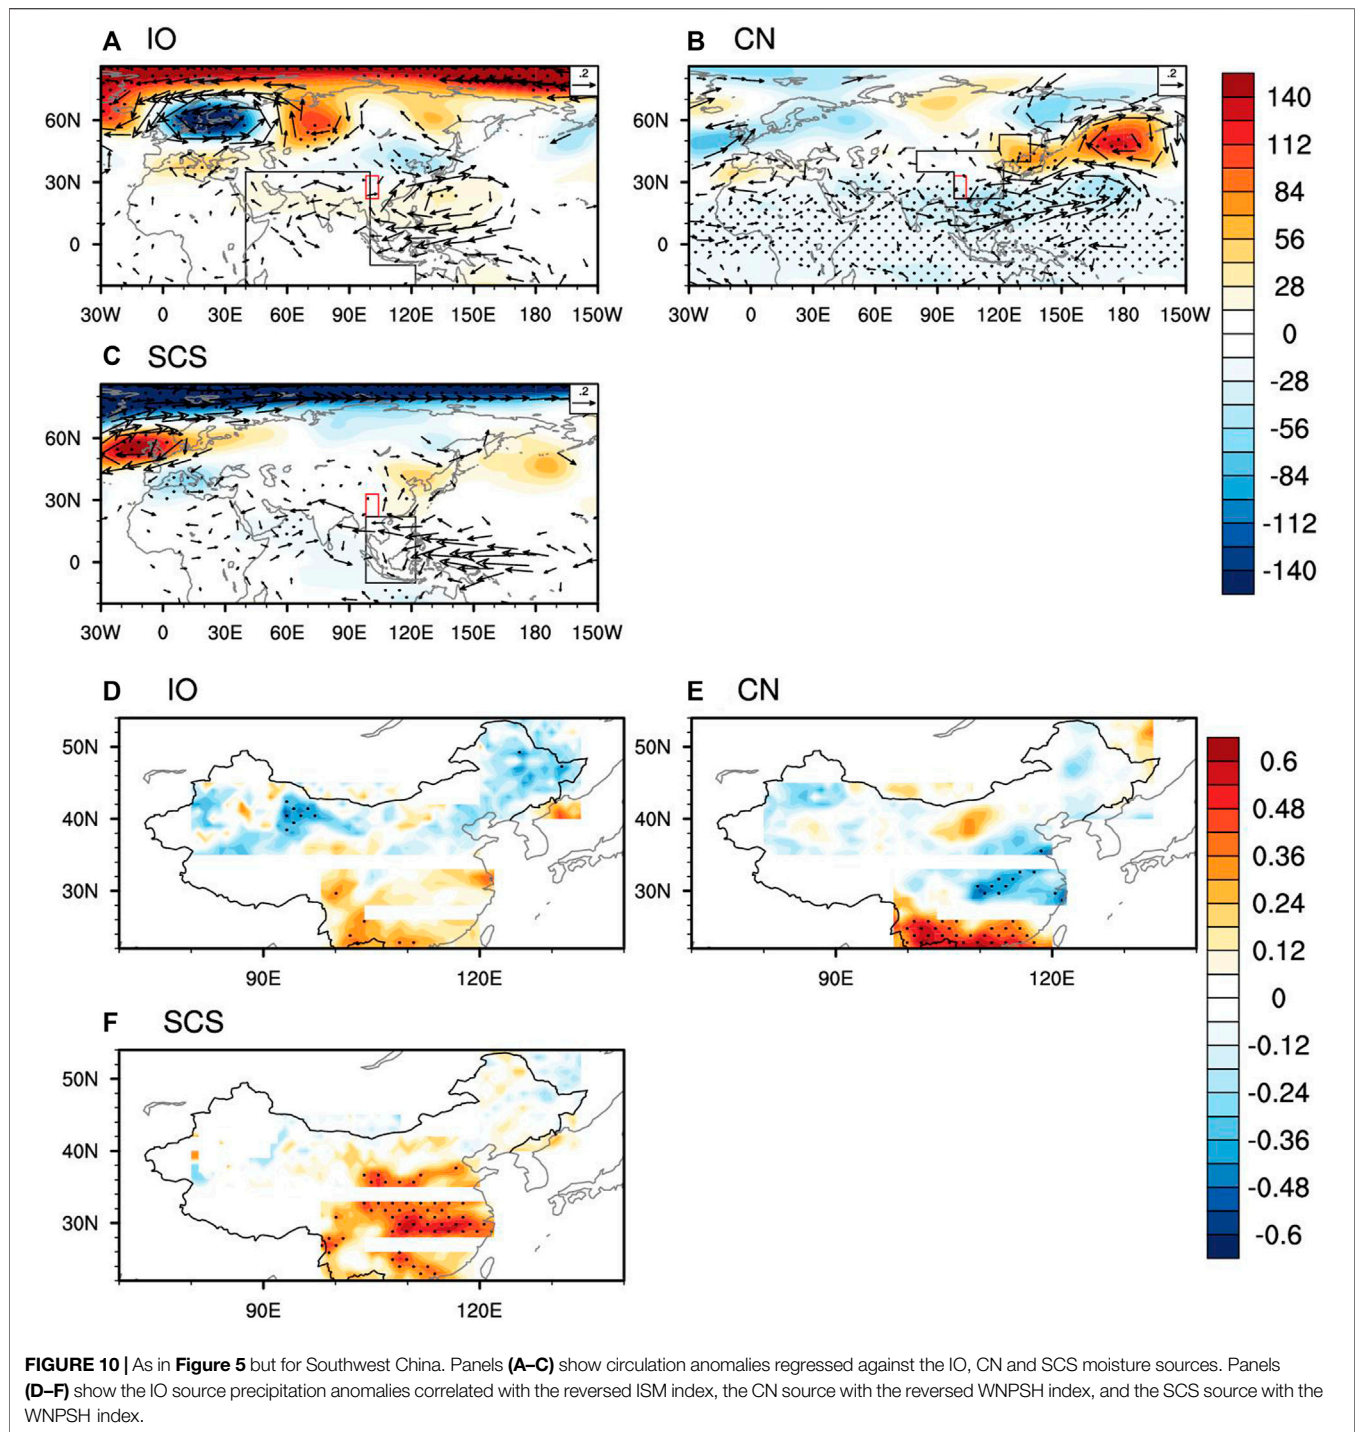 A IO
B CN
.2
.2
60N
30N
0
30W 0 30E 60E 90E 120E 150E 180 150W
60N
30N
0
30W 0 30E 60E 90E 120E 150E 180 150W
140
112
84
56
28
0
-28
-56
-84
-112
-140
C SCS
.2
60N
30N
0
30W 0 30E 60E 90E 120E 150E 180 150W
D IO
E CN
50N
40N
30N
90E 120E
50N
40N
30N
90E 120E
0.6
0.48
0.36
0.24
0.12
0
-0.12
-0.24
-0.36
-0.48
-0.6
F SCS
50N
40N
30N
90E 120E
FIGURE 10 | As in Figure 5 but for Southwest China. Panels (A–C) show circulation anomalies regressed against the IO, CN and SCS moisture sources. Panels
(D–F) show the IO source precipitation anomalies correlated with the reversed ISM index, the CN source with the reversed WNPSH index, and the SCS source with the
WNPSH index.